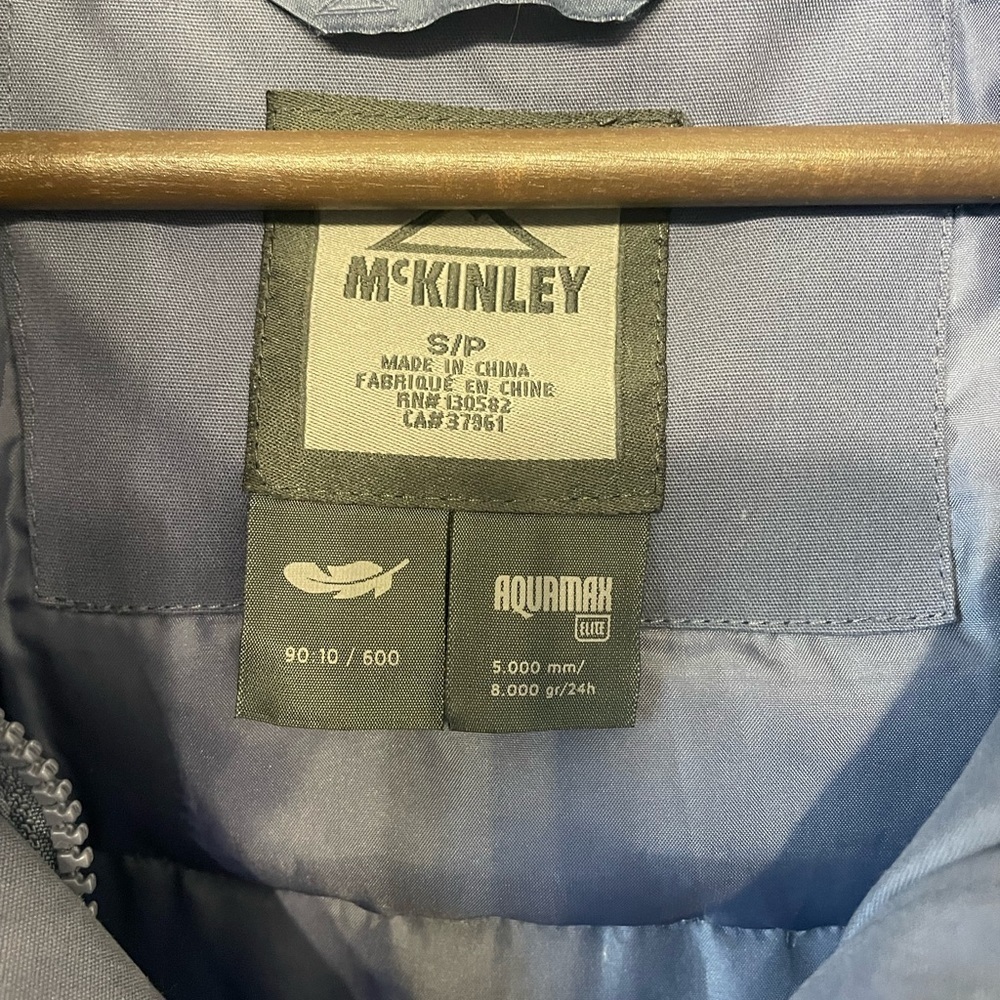 McKINLEY
S/P
MADE IN CHINA
FABRIQUÉ EN CHINE
RN# 130582
CA# 37961
90.10 / 600
AQUAMAX
ELITE
5.000 mm/
8.000 gr/24h